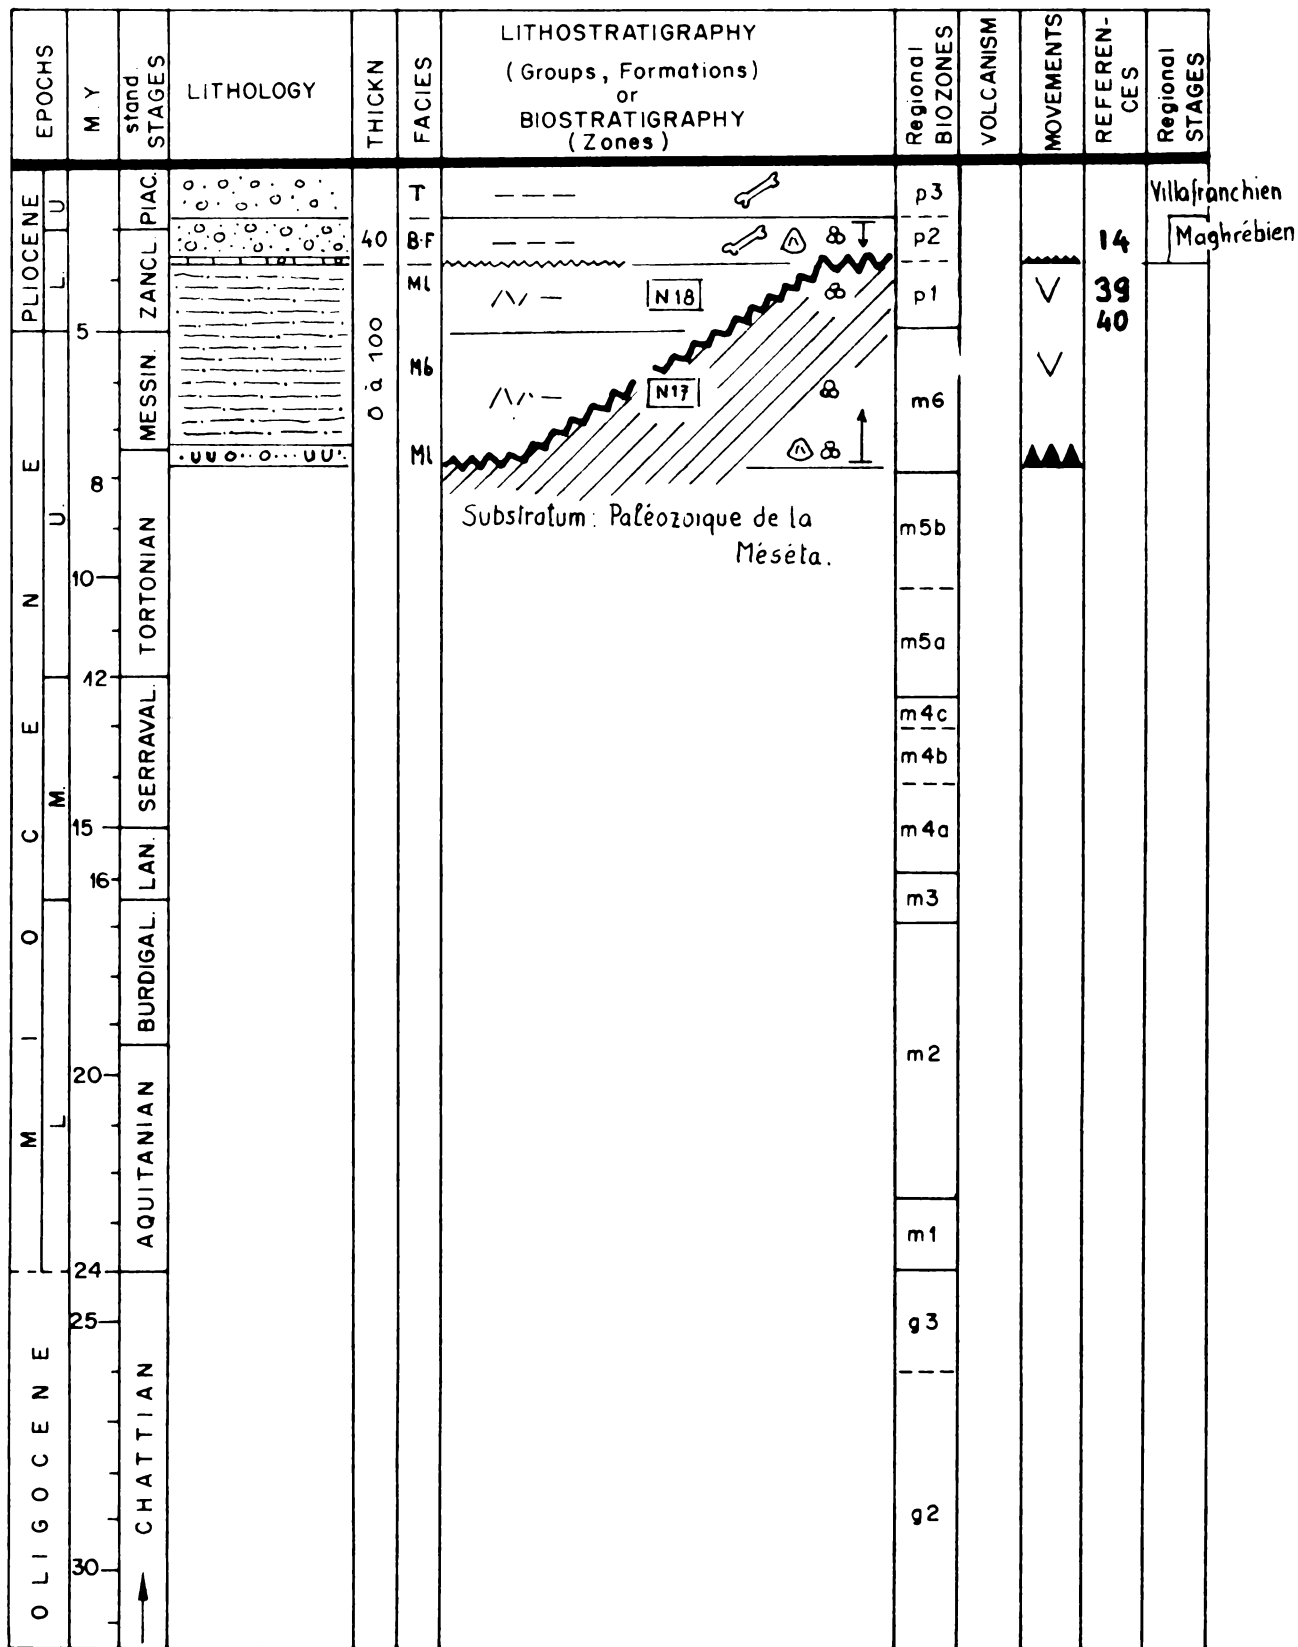 EPOCHS
M.Y
stand. STAGES
LITHOLOGY
THICKN
FACIES
LITHOSTRATIGRAPHY
(Groups, Formations)
or
BIOSTRATIGRAPHY
(Zones)
Regional BIOZONES
VOLCANISM
MOVEMENTS
REFEREN-
CES
Regional STAGES
PLIOCENE
U
L.
PIAC.
ZANCL.
T
p3
Villafranchien
40
B-F
p2
14
Maghrébien
Ml
N18
p1
39
40
5
MIOCENE
U.
MESSIN.
0 à 100
Mb
N17
m6
Ml
8
Substratum: Paléozoique de la
Méséta.
TORTONIAN
m5b
10
m5a
12
M.
SERRAVAL.
m4c
m4b
15
m4a
LAN.
16
m3
L
BURDIGAL.
m2
20
AQUITANIAN
m1
24
OLIGOCENE
CHATTIAN
25
g3
g2
30